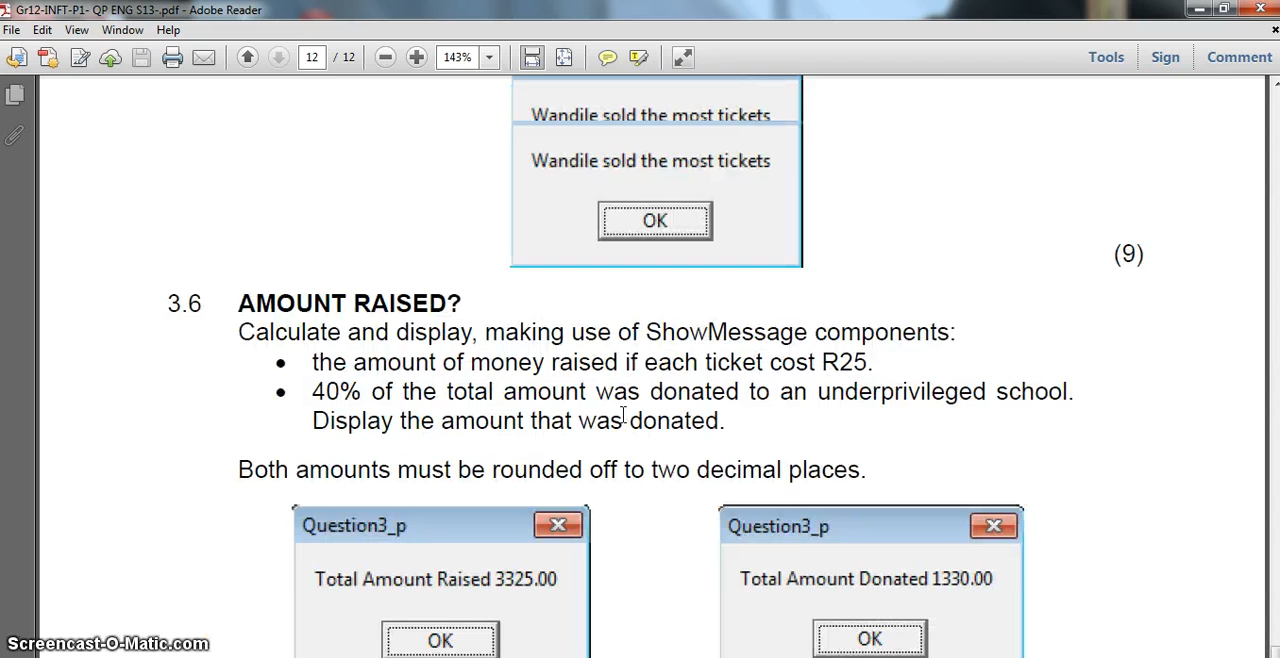 Gr12-INFT-P1- QP ENG S13-.pdf - Adobe Reader
File Edit View Window Help
12 / 12 143% Tools Sign Comment
Wandile sold the most tickets
Wandile sold the most tickets
OK
(9)
3.6 AMOUNT RAISED?
Calculate and display, making use of ShowMessage components:
• the amount of money raised if each ticket cost R25.
• 40% of the total amount was donated to an underprivileged school.
Display the amount that was donated.
Both amounts must be rounded off to two decimal places.
Question3_p Question3_p
Total Amount Raised 3325.00 Total Amount Donated 1330.00
OK OK
Screencast-O-Matic.com